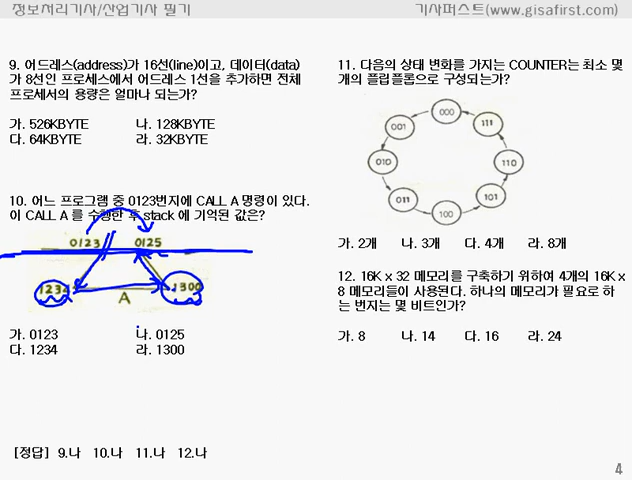 정보처리기사/산업기사 필기
기사퍼스트(www.gisafirst.com)
9. 어드레스(address)가 16선(line)이고, 데이터(data)
가 8선인 프로세스에서 어드레스 1선을 추가하면 전체
프로세서의 용량은 얼마나 되는가?
가. 526KBYTE 나. 128KBYTE
다. 64KBYTE 라. 32KBYTE
10. 어느 프로그램 중 0123번지에 CALL A 명령이 있다.
이 CALL A 를 수행한 후 stack 에 기억된 값은?
0123 0125
1234 A 1300
가. 0123 나. 0125
다. 1234 라. 1300
11. 다음의 상태 변화를 가지는 COUNTER는 최소 몇
개의 플립플롭으로 구성되는가?
000
001 111
010 110
011 101
100
가. 2개 나. 3개 다. 4개 라. 8개
12. 16K x 32 메모리를 구축하기 위하여 4개의 16K x
8 메모리들이 사용된다. 하나의 메모리가 필요로 하
는 번지는 몇 비트인가?
가. 8 나. 14 다. 16 라. 24
[정답] 9.나 10.나 11.나 12.나
4